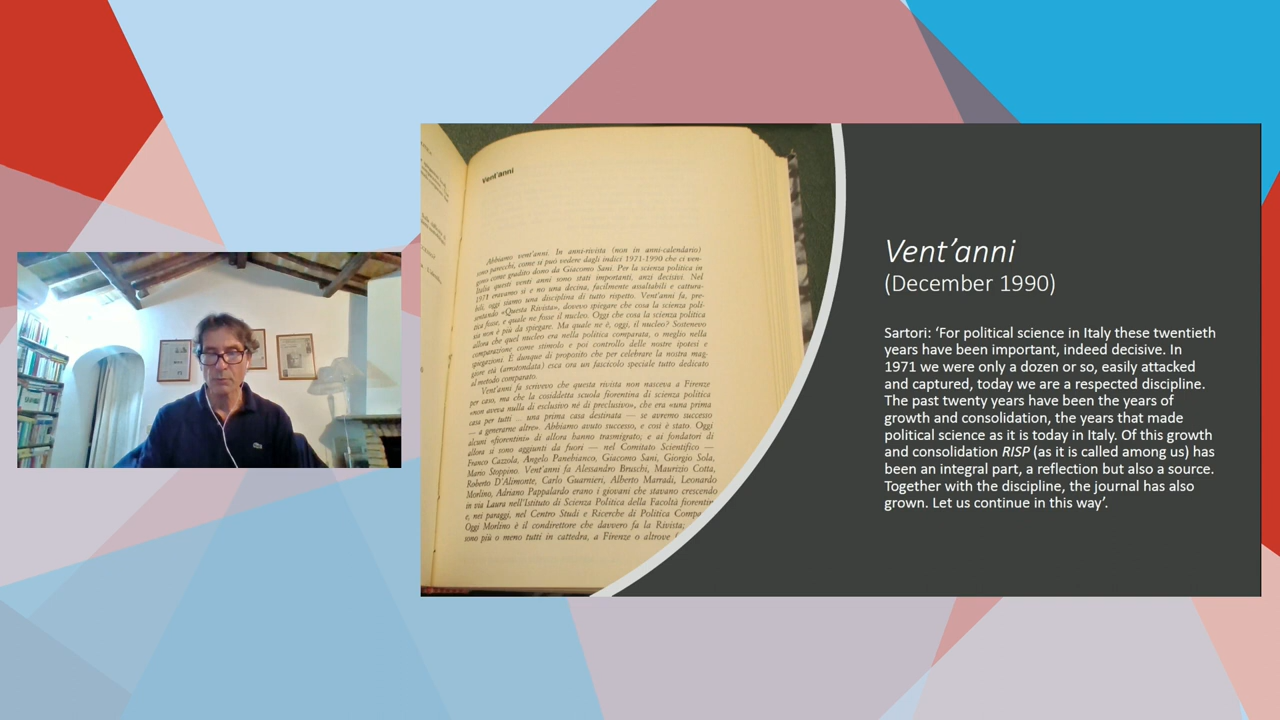 Vent'anni
Abbiamo vent'anni. In anni-rivista (non in anni-calendario)
sono parecchi, come si può vedere dagli indici 1971-1990 che ci ven-
gono come gradito dono da Giacomo Sani. Per la scienza politica in
Italia questi venti anni sono stati importanti, anzi decisivi. Nel
1971 eravamo sì e no una decina, facilmente assaltabili e cattura-
bili, oggi siamo una disciplina di tutto rispetto. Vent'anni fa, pre-
sentando «Questa Rivista», dovevo spiegare che cosa la scienza poli-
tica fosse, e quale ne fosse il nucleo. Oggi che cosa la scienza politica
sia non è più da spiegare. Ma quale ne è, oggi, il nucleo? Sostenevo
allora che quel nucleo era nella politica comparata, o meglio nella
comparazione come stimolo e poi controllo delle nostre ipotesi e
spiegazioni. È dunque di proposito che per celebrare la nostra mag-
giore età (arrotondata) esca ora un fascicolo speciale tutto dedicato
al metodo comparato.
Vent'anni fa scrivevo che questa rivista non nasceva a Firenze
per caso, ma che la cosiddetta scuola fiorentina di scienza politica
«non aveva nulla di esclusivo né di preclusivo», che era «una prima
casa per tutti ... una prima casa destinata — se avremo successo
— a generarne altre». Abbiamo avuto successo, e così è stato. Oggi
alcuni «fiorentini» di allora hanno trasmigrato, e ai fondatori di
allora si sono aggiunti da fuori — nel Comitato Scientifico —
Franco Cazzola, Angelo Panebianco, Giacomo Sani, Giorgio Sola,
Mario Stoppino. Vent'anni fa Alessandro Bruschi, Maurizio Cotta,
Roberto D'Alimonte, Carlo Guarnieri, Alberto Marradi, Leonardo
Morlino, Adriano Pappalardo erano i giovani che stavano crescendo
in via Laura nell'Istituto di Scienza Politica della Facoltà fiorentin
e, nei paraggi, nel Centro Studi e Ricerche di Politica Compa
Oggi Morlino è il condirettore che davvero fa la Rivista;
sono più o meno tutti in cattedra, a Firenze o altrove
Vent'anni
(December 1990)
Sartori: 'For political science in Italy these twentieth
years have been important, indeed decisive. In
1971 we were only a dozen or so, easily attacked
and captured, today we are a respected discipline.
The past twenty years have been the years of
growth and consolidation, the years that made
political science as it is today in Italy. Of this growth
and consolidation RISP (as it is called among us) has
been an integral part, a reflection but also a source.
Together with the discipline, the journal has also
grown. Let us continue in this way'.